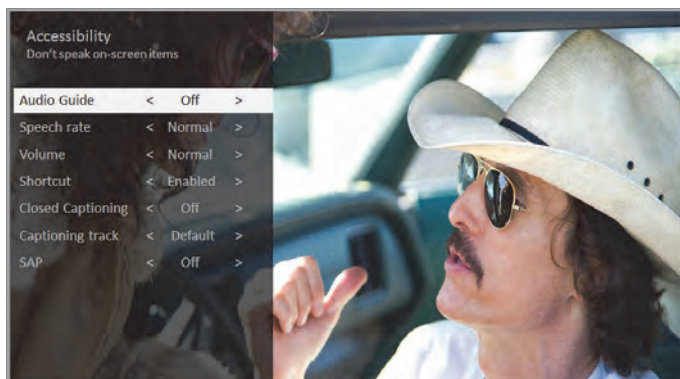 Accessibility
Don't speak on-screen items
Audio Guide < Off >
Speech rate < Normal >
Volume < Normal >
Shortcut < Enabled >
Closed Captioning < Off >
Captioning track < Default >
SAP < Off >